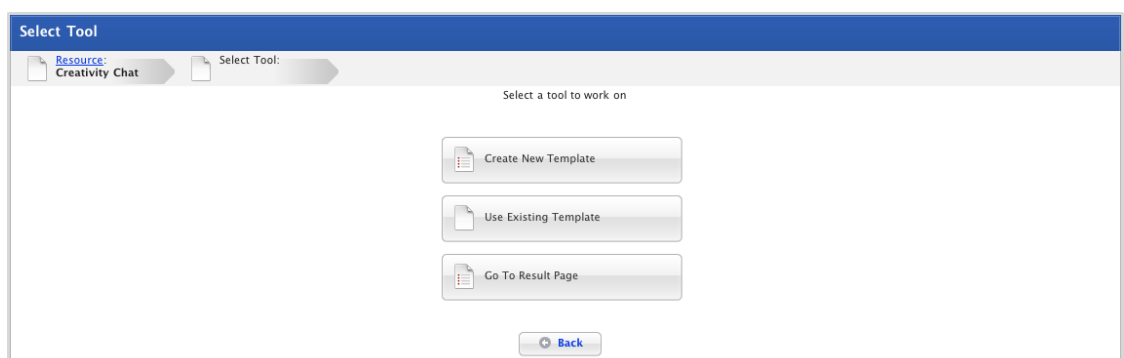 Select Tool
Resource:
Creativity Chat
Select Tool:
Select a tool to work on
Create New Template
Use Existing Template
Go To Result Page
Back